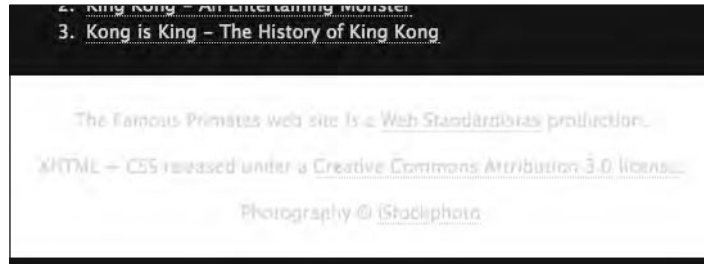 2. King Kong – An Entertaining Monster
3. Kong is King – The History of King Kong
The Famous Primates web site is a Web Standardistas production.
XHTML + CSS released under a Creative Commons Attribution 3.0 license.
Photography © iStockphoto